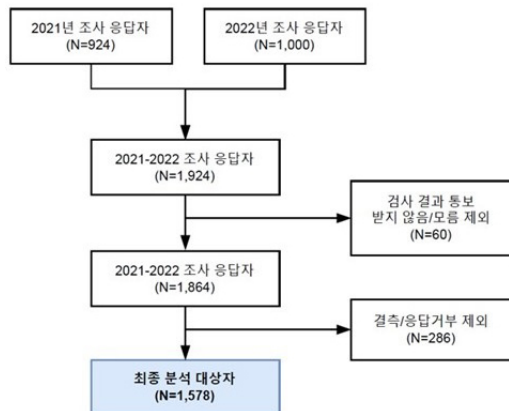 2021년 조사 응답자
(N=924)
2022년 조사 응답자
(N=1,000)
2021-2022 조사 응답자
(N=1,924)
검사 결과 통보
받지 않음/모름 제외
(N=60)
2021-2022 조사 응답자
(N=1,864)
결측/응답거부 제외
(N=286)
최종 분석 대상자
(N=1,578)